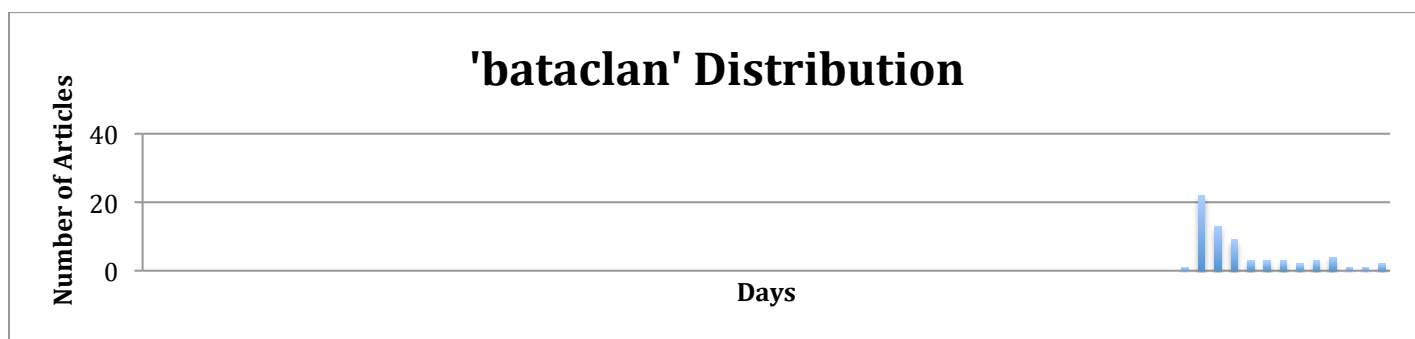 'bataclan' Distribution
Number of Articles
40
20
0
Days